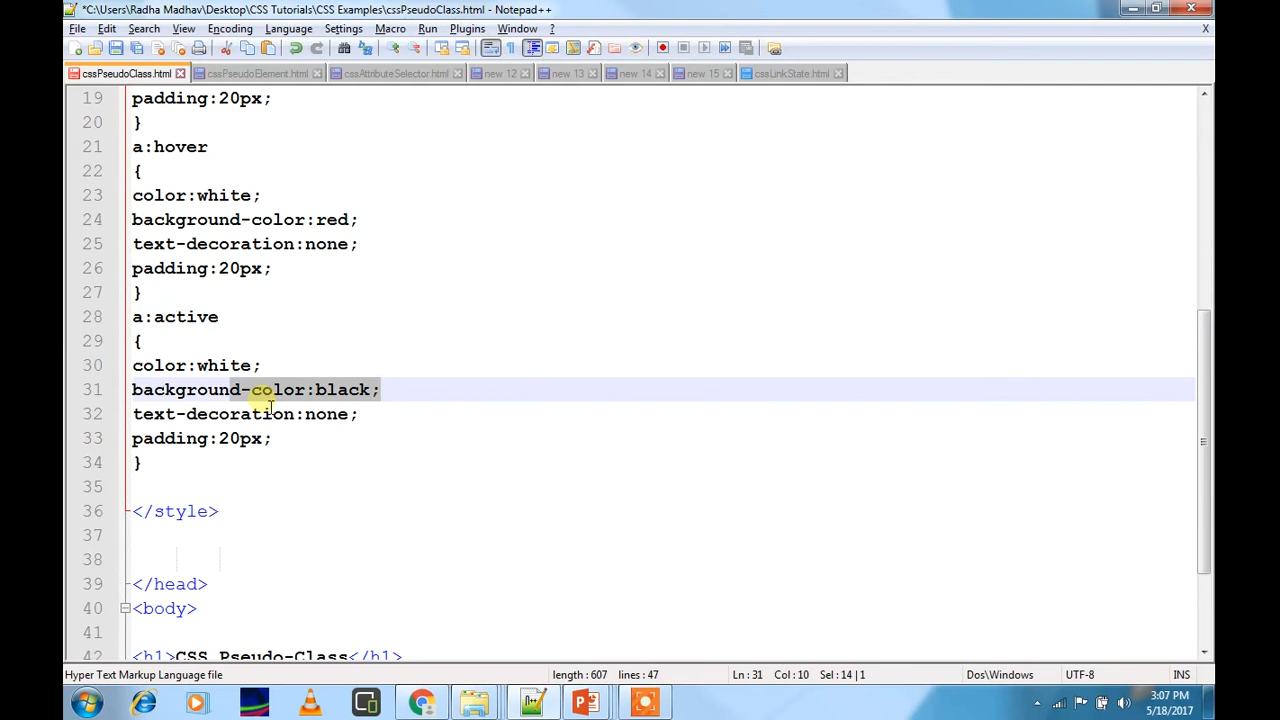 *C:\Users\Radha Madhav\Desktop\CSS Tutorials\CSS Examples\cssPseudoClass.html - Notepad++
File Edit Search View Encoding Language Settings Macro Run Plugins Window ? X
cssPseudoClass.html cssPseudoElement.html cssAttributeSelector.html new 12 new 13 new 14 new 15 cssLinkState.html
19 padding:20px;
20 }
21 a:hover
22 {
23 color:white;
24 background-color:red;
25 text-decoration:none;
26 padding:20px;
27 }
28 a:active
29 {
30 color:white;
31 background-color:black;
32 text-decoration:none;
33 padding:20px;
34 }
35
36 </style>
37
38
39 </head>
40 <body>
41
42 <h1>CSS Pseudo-Class</h1>
Hyper Text Markup Language file length : 607 lines : 47 Ln : 31 Col : 10 Sel : 14 | 1 Dos\Windows UTF-8 INS
3:07 PM
5/18/2017